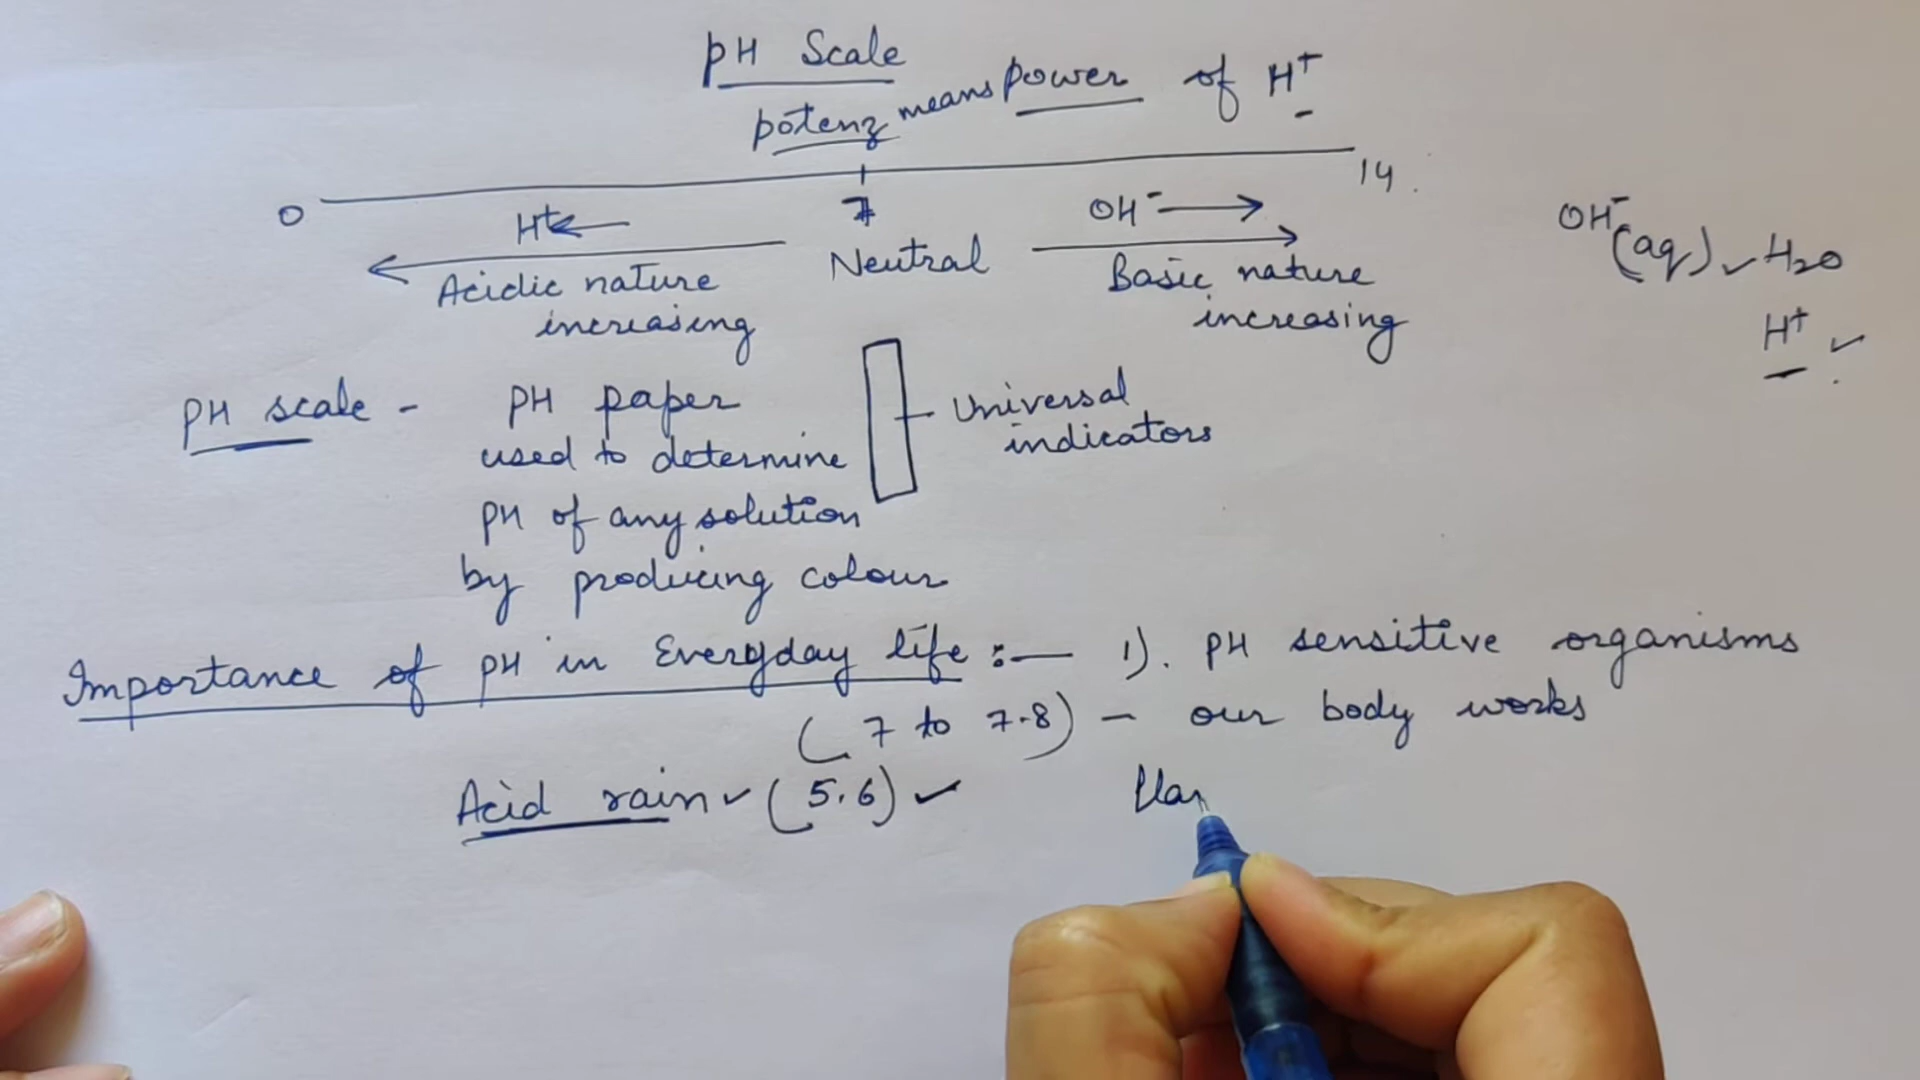 pH Scale
potenz means power of H⁺
0 7 14
H⁺ ← OH⁻ →
Acidic nature increasing
Neutral
Basic nature increasing
OH⁻(aq) ✓ H₂O
H⁺ ✓
pH scale - pH paper
used to determine
pH of any solution
by producing colour
Universal
indicators
Importance of pH in Everyday life :— 1). pH sensitive organisms
(7 to 7.8) — our body works
Acid rain ✓ (5.6) ✓